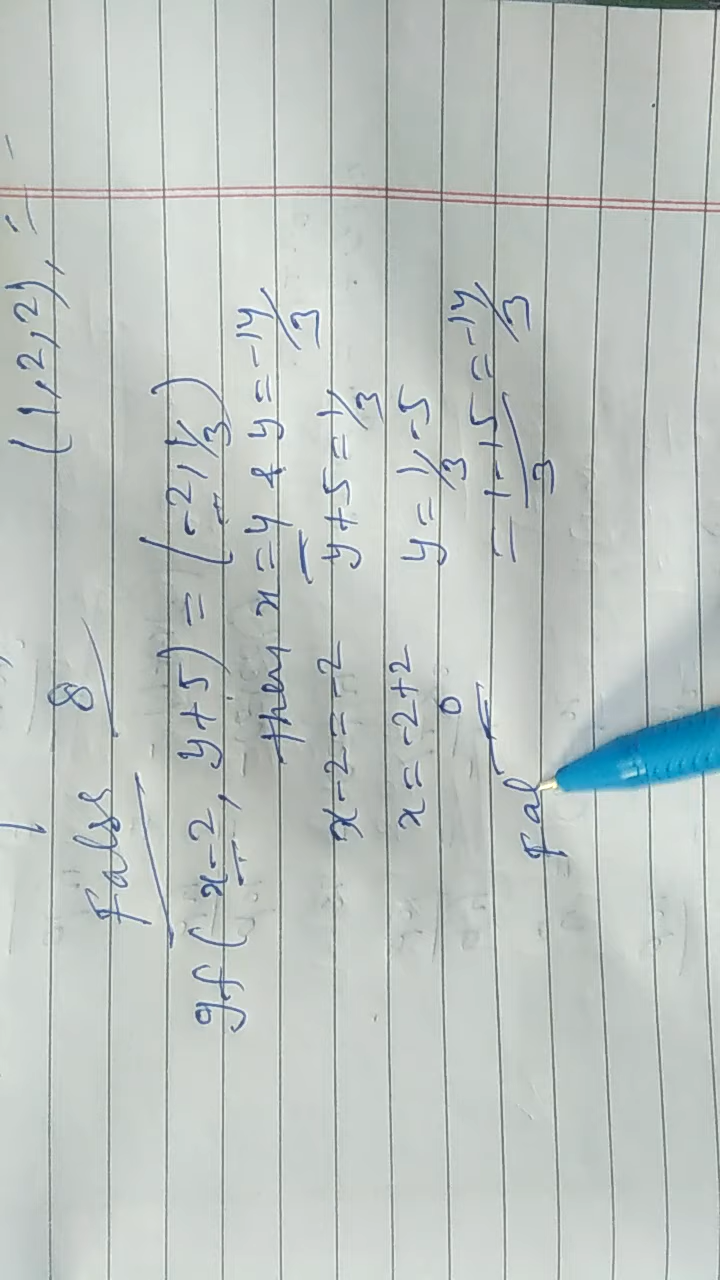 (1,2,2), =
False 8
If (x-2, y+5) = (-2, 1/3)
then x=4 & y=-14/3
x-2=-2 y+5=1/3
x=-2+2 y=1/3-5
0 =1-15/3 =-14/3
Fal